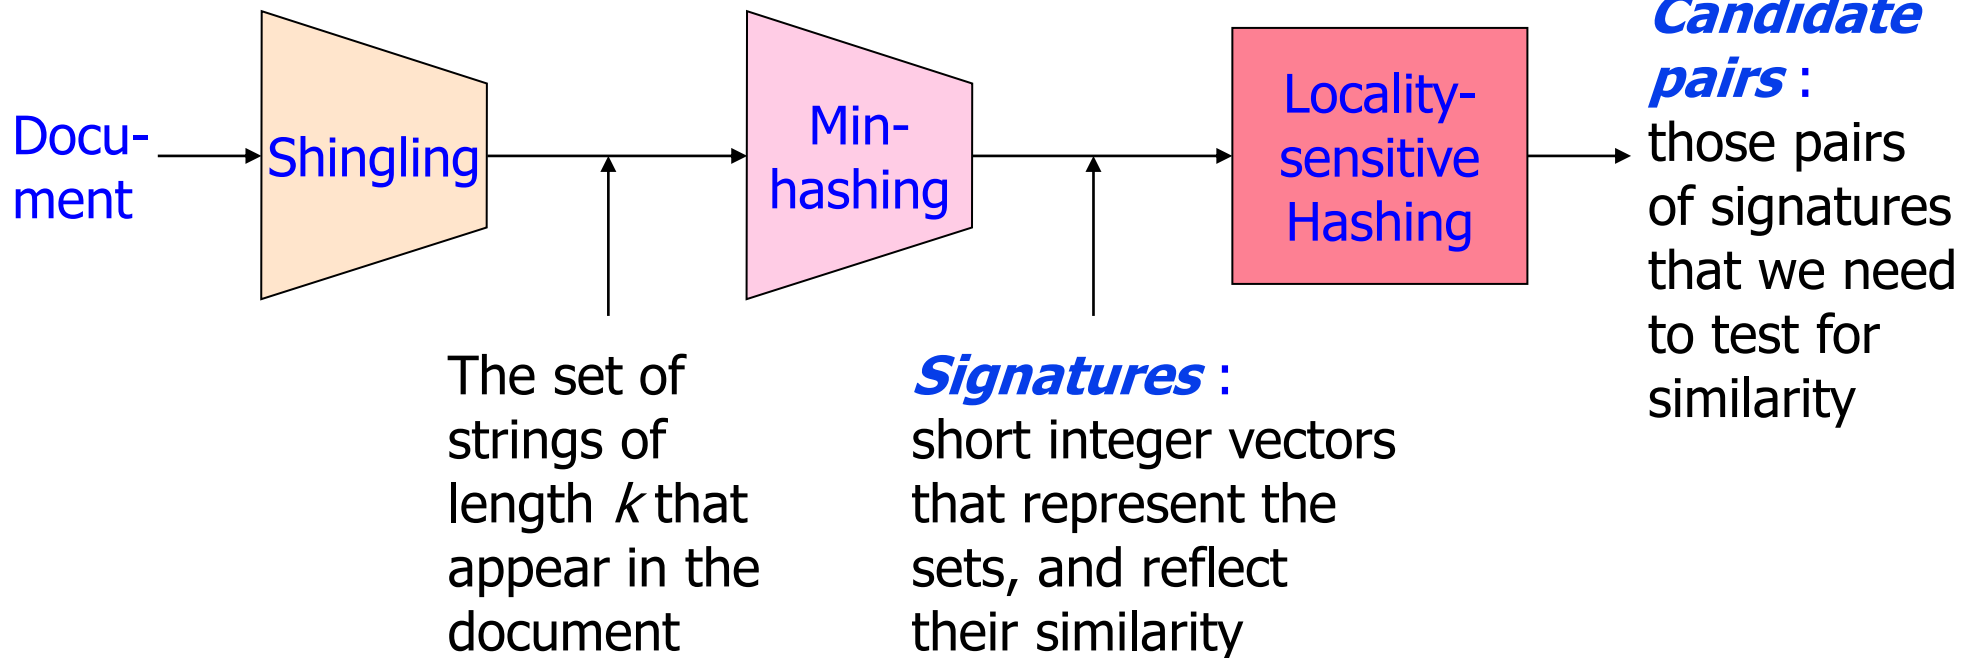 Docu-
ment
Shingling
Min-
hashing
Locality-
sensitive
Hashing
Candidate
pairs :
those pairs
of signatures
that we need
to test for
similarity
The set of
strings of
length k that
appear in the
document
Signatures :
short integer vectors
that represent the
sets, and reflect
their similarity